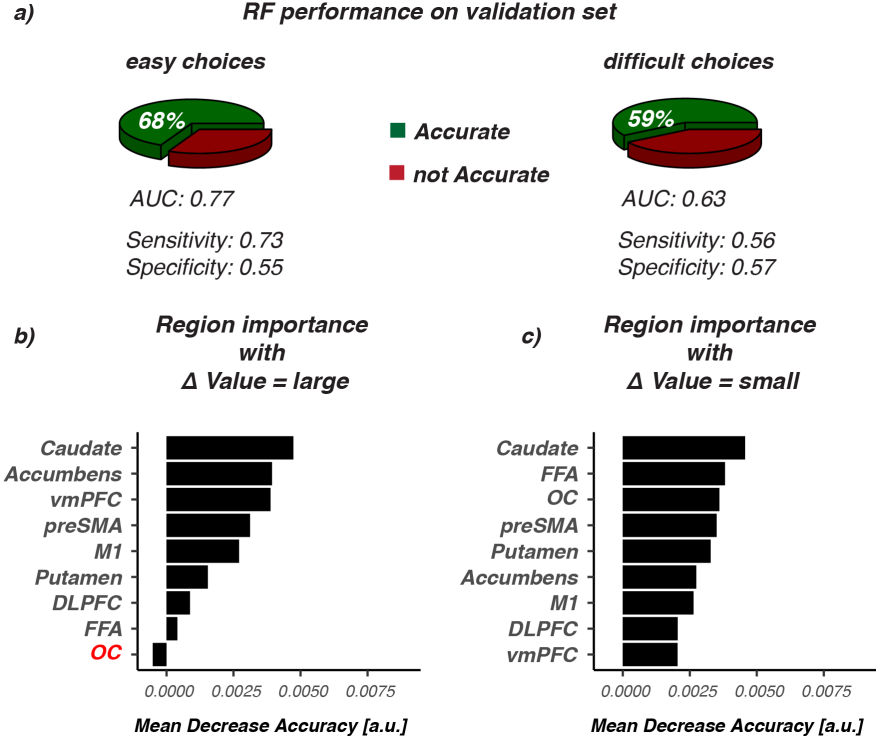 a)
RF performance on validation set
easy choices
difficult choices
68%
59%
Accurate
not Accurate
AUC: 0.77
Sensitivity: 0.73
Specificity: 0.55
AUC: 0.63
Sensitivity: 0.56
Specificity: 0.57
b)
Region importance
with
Δ Value = large
Caudate
Accumbens
vmPFC
preSMA
M1
Putamen
DLPFC
FFA
OC
0.0000 0.0025 0.0050 0.0075
Mean Decrease Accuracy [a.u.]
c)
Region importance
with
Δ Value = small
Caudate
FFA
OC
preSMA
Putamen
Accumbens
M1
DLPFC
vmPFC
0.0000 0.0025 0.0050 0.0075
Mean Decrease Accuracy [a.u.]